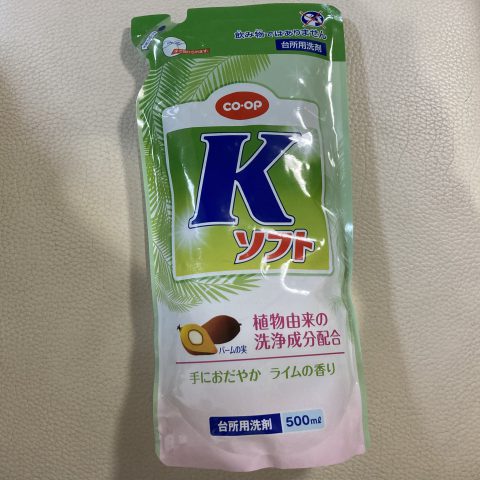 飲み物ではありません
台所用洗剤
CO・OP
K
ソフト
植物由来の
洗浄成分配合
パームの実
手におだやか ライムの香り
台所用洗剤 500ml